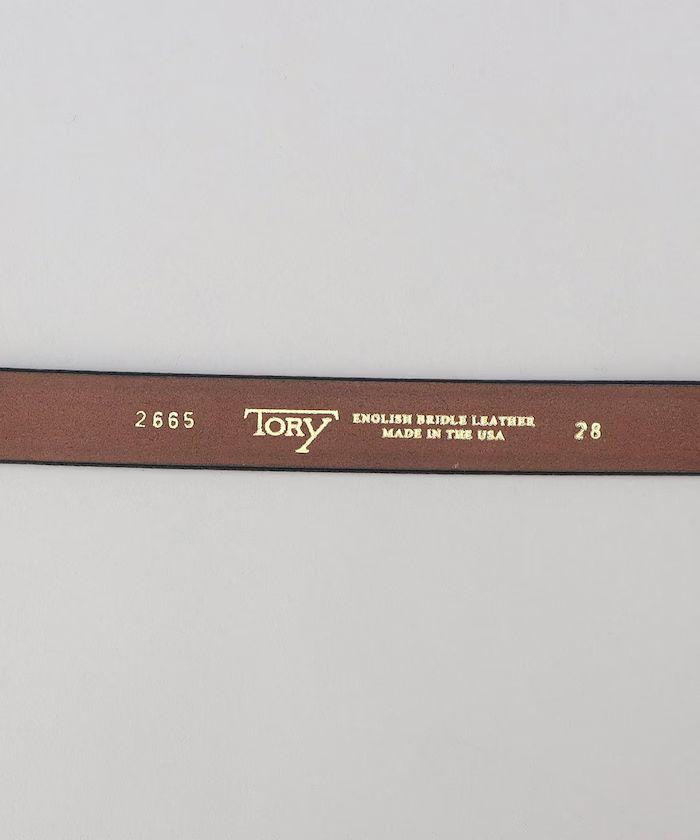 2665
TORY
ENGLISH BRIDLE LEATHER
MADE IN THE USA
28